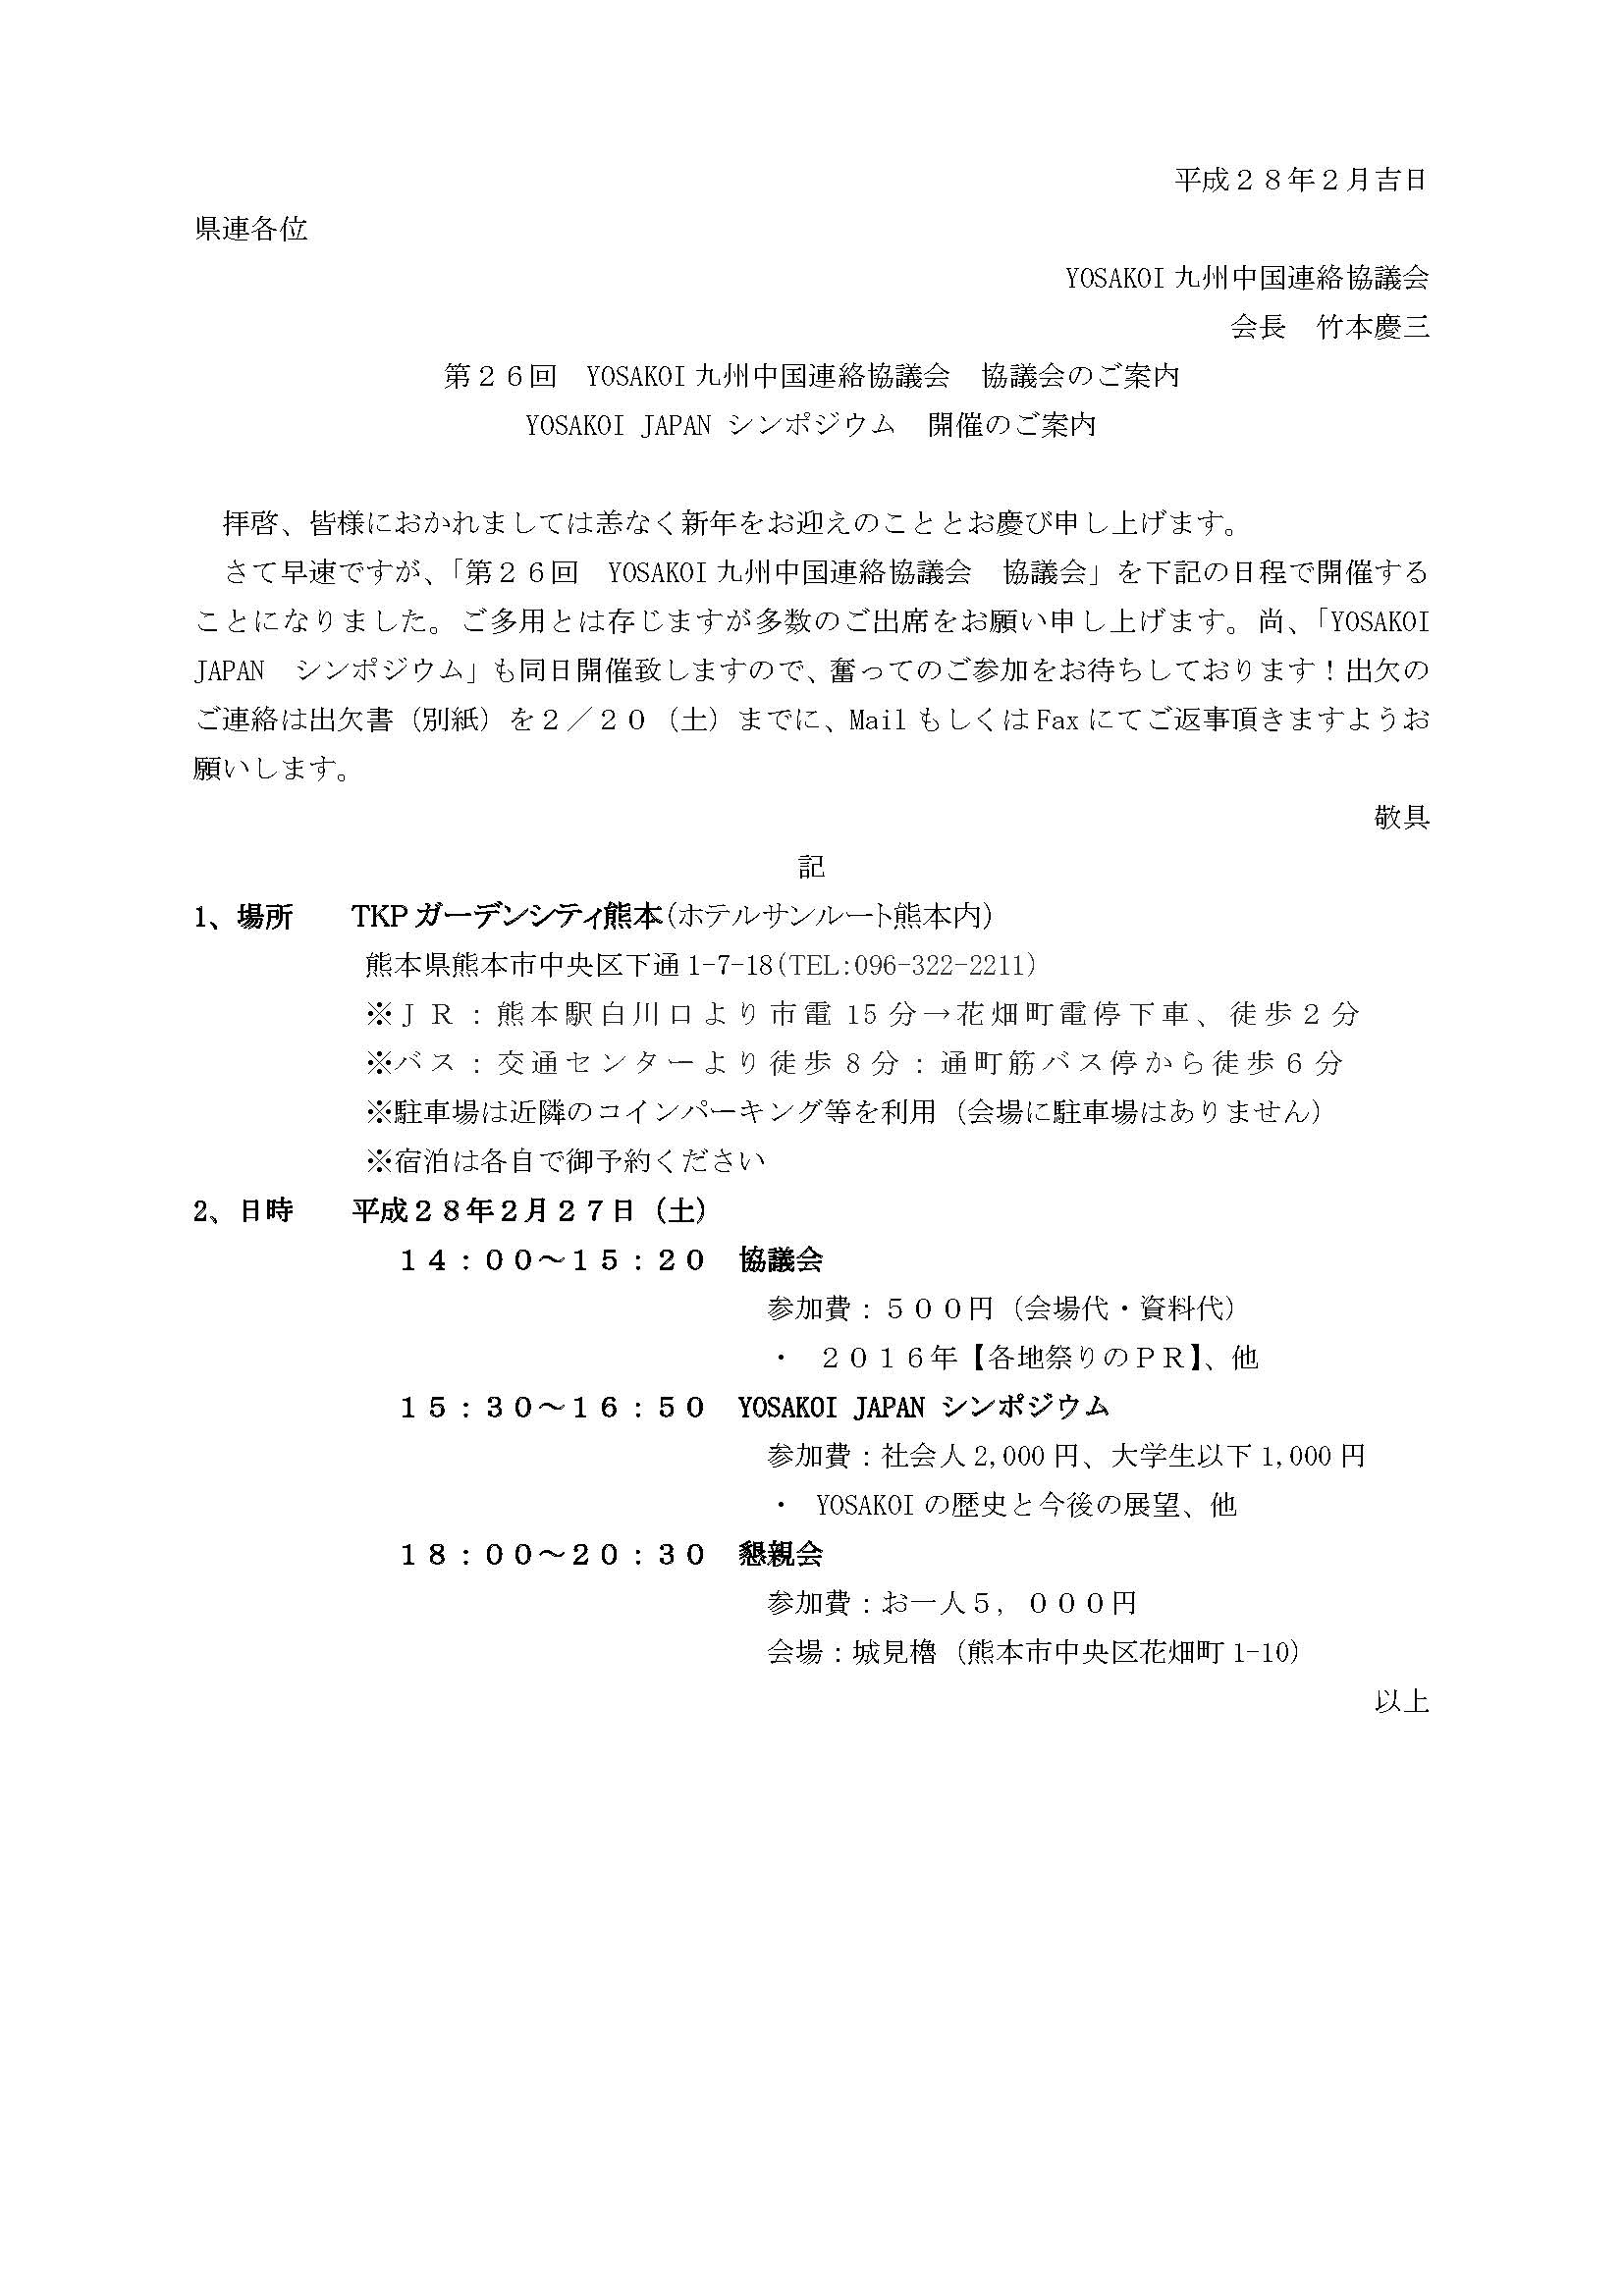 平成２８年２月吉日
県連各位
YOSAKOI 九州中国連絡協議会
会長　竹本慶三
第２６回　YOSAKOI 九州中国連絡協議会　協議会のご案内
YOSAKOI JAPAN シンポジウム　開催のご案内
拝啓、皆様におかれましては恙なく新年をお迎えのこととお慶び申し上げます。
さて早速ですが、「第２６回　YOSAKOI 九州中国連絡協議会　協議会」を下記の日程で開催する
ことになりました。ご多用とは存じますが多数のご出席をお願い申し上げます。尚、「YOSAKOI
JAPAN　シンポジウム」も同日開催致しますので、奮ってのご参加をお待ちしております！出欠の
ご連絡は出欠書（別紙）を２／２０（土）までに、Mail もしくは Fax にてご返事頂きますようお
願いします。
敬具
記
1、場所　　TKP ガーデンシティ熊本(ホテルサンルート熊本内)
熊本県熊本市中央区下通 1-7-18(TEL:096-322-2211)
※ＪＲ：熊本駅白川口より市電 15 分→花畑町電停下車、徒歩 2 分
※バス：交通センターより徒歩 8 分：通町筋バス停から徒歩 6 分
※駐車場は近隣のコインパーキング等を利用（会場に駐車場はありません）
※宿泊は各自で御予約ください
2、日時　　平成２８年２月２７日（土）
１４：００～１５：２０　協議会
参加費：５００円（会場代・資料代）
・　２０１６年【各地祭りのＰＲ】、他
１５：３０～１６：５０　YOSAKOI JAPAN シンポジウム
参加費：社会人 2,000 円、大学生以下 1,000 円
・　YOSAKOI の歴史と今後の展望、他
１８：００～２０：３０　懇親会
参加費：お一人５，０００円
会場：城見櫓（熊本市中央区花畑町 1-10）
以上